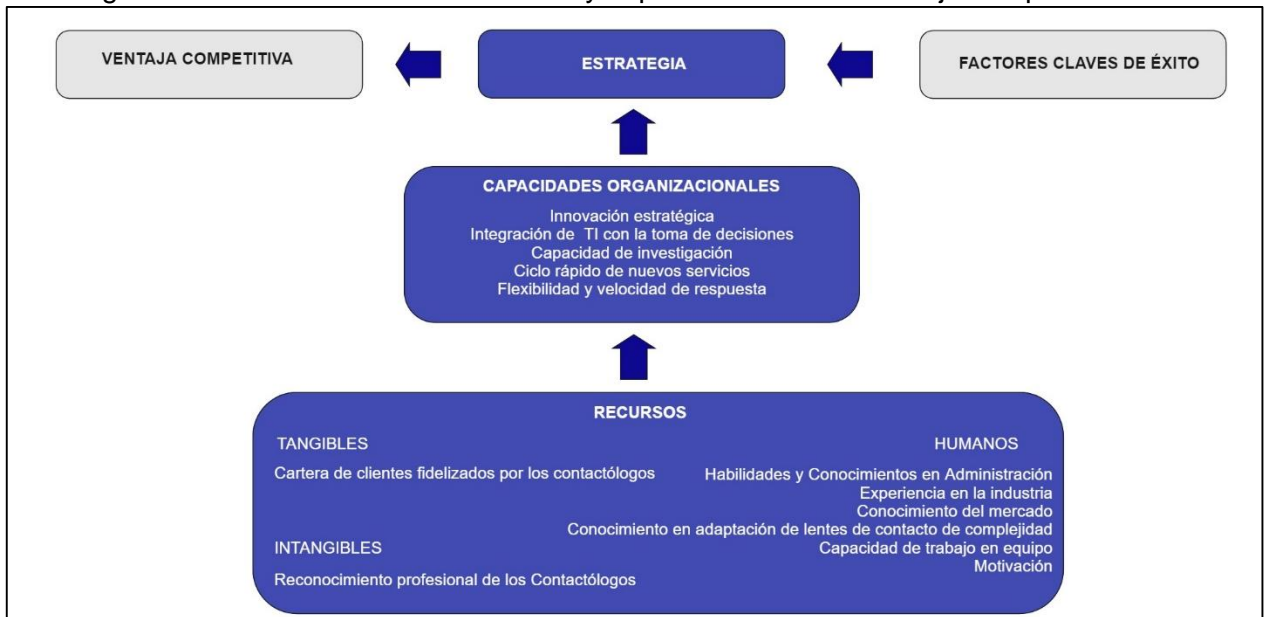 VENTAJA COMPETITIVA
ESTRATEGIA
FACTORES CLAVES DE ÉXITO
CAPACIDADES ORGANIZACIONALES
Innovación estratégica
Integración de TI con la toma de decisiones
Capacidad de investigación
Ciclo rápido de nuevos servicios
Flexibilidad y velocidad de respuesta
RECURSOS
TANGIBLES
Cartera de clientes fidelizados por los contactólogos
INTANGIBLES
Reconocimiento profesional de los Contactólogos
HUMANOS
Habilidades y Conocimientos en Administración
Experiencia en la industria
Conocimiento del mercado
Conocimiento en adaptación de lentes de contacto de complejidad
Capacidad de trabajo en equipo
Motivación